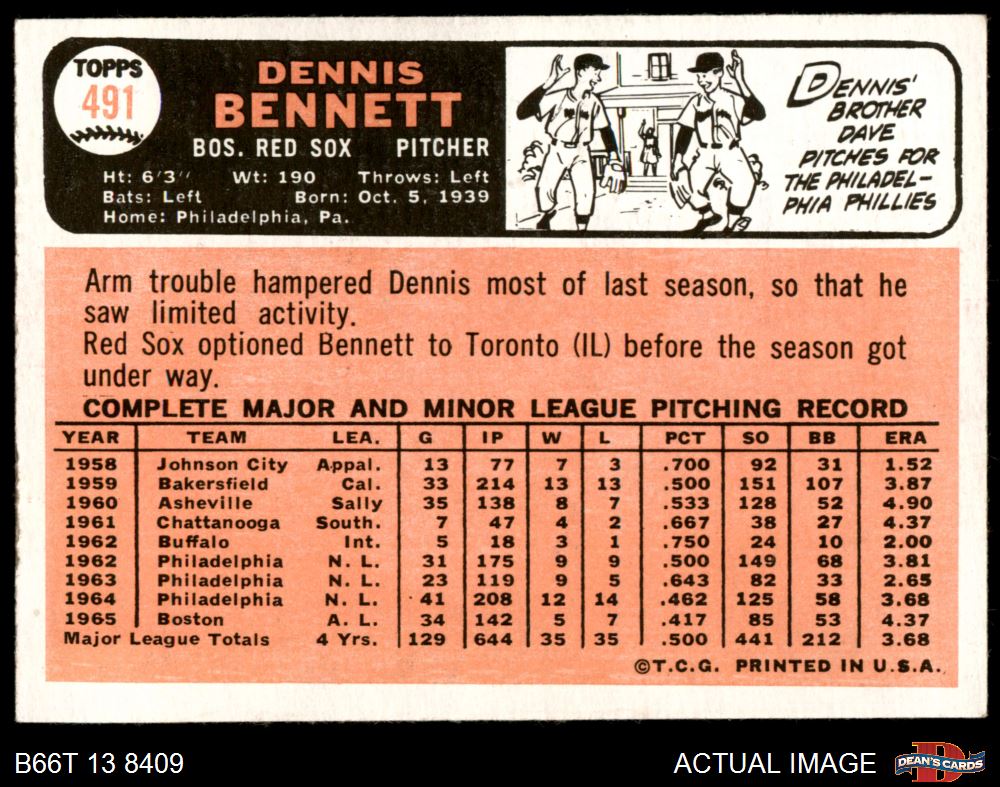 TOPPS
491
DENNIS
BENNETT
BOS. RED SOX PITCHER
Ht: 6'3" Wt: 190 Throws: Left
Bats: Left Born: Oct. 5, 1939
Home: Philadelphia, Pa.
DENNIS'
BROTHER
DAVE
PITCHES FOR
THE PHILADEL-
PHIA PHILLIES
Arm trouble hampered Dennis most of last season, so that he
saw limited activity.
Red Sox optioned Bennett to Toronto (IL) before the season got
under way.
COMPLETE MAJOR AND MINOR LEAGUE PITCHING RECORD
YEAR TEAM LEA. G IP W L PCT SO BB ERA
1958 Johnson City Appal. 13 77 7 3 .700 92 31 1.52
1959 Bakersfield Cal. 33 214 13 13 .500 151 107 3.87
1960 Asheville Sally 35 138 8 7 .533 128 52 4.90
1961 Chattanooga South. 7 47 4 2 .667 38 27 4.37
1962 Buffalo Int. 5 18 3 1 .750 24 10 2.00
1962 Philadelphia N. L. 31 175 9 9 .500 149 68 3.81
1963 Philadelphia N. L. 23 119 9 5 .643 82 33 2.65
1964 Philadelphia N. L. 41 208 12 14 .462 125 58 3.68
1965 Boston A. L. 34 142 5 7 .417 85 53 4.37
Major League Totals 4 Yrs. 129 644 35 35 .500 441 212 3.68
©T.C.G. PRINTED IN U.S.A.
B66T 13 8409
ACTUAL IMAGE
DEAN'S CARDS